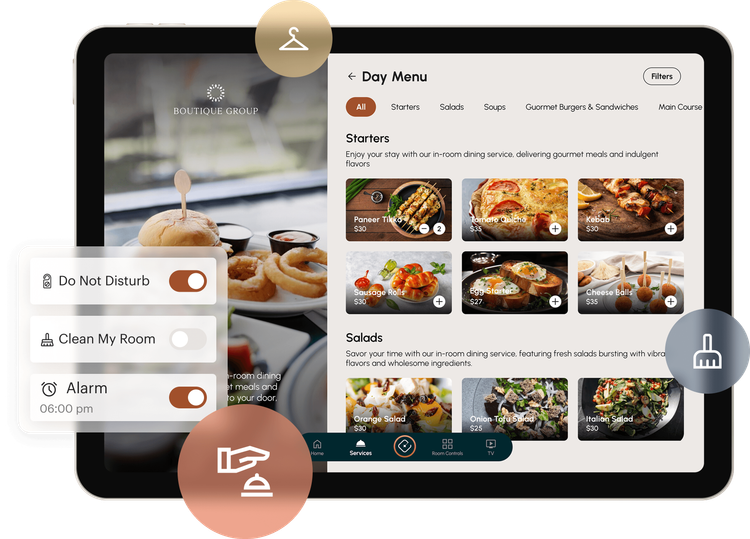 BOUTIQUE GROUP
Day Menu
Filters
All
Starters
Salads
Soups
Guormet Burgers & Sandwiches
Main Course
Starters
Enjoy your stay with our in-room dining service, delivering gourmet meals and indulgent
flavors
Paneer Tikka
$30
2
Tomato Quiche
$35
Kebab
$30
Sausage Rolls
$30
Egg Starter
$27
Cheese Balls
$35
Salads
Savor your time with our in-room dining service, featuring fresh salads bursting with
flavors and wholesome ingredients.
Orange Salad
$30
Onion Tofu Salad
$25
Italian Salad
$30
Do Not Disturb
Clean My Room
Alarm
06:00 pm
n-room dining
et meals and
to your door.
Home
Services
Room Controls
TV